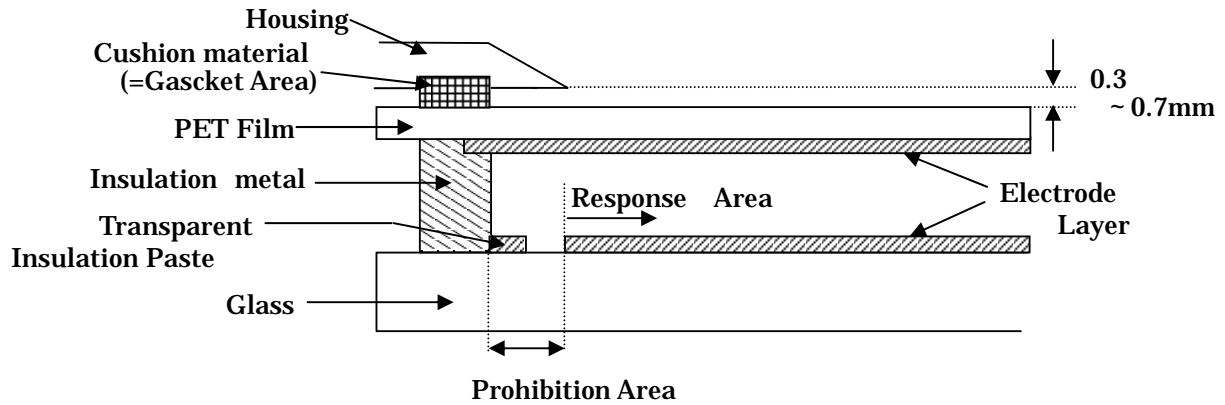 Housing
Cushion material
(=Gascket Area)
0.3
~0.7mm
PET Film
Insulation metal
Response Area
Electrode
Layer
Transparent
Insulation Paste
Glass
Prohibition Area